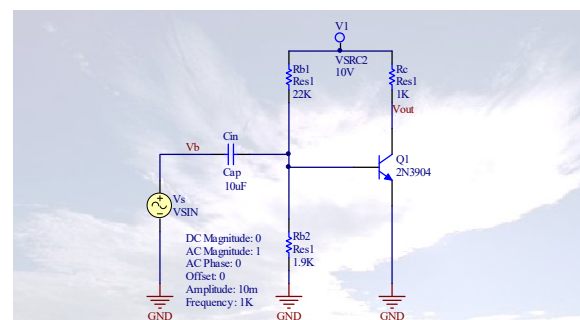 V1
VSRC2
10V
Rb1
Res1
22K
Rc
Res1
1K
Vout
Cin
Vb
Cap
10uF
Q1
2N3904
Vs
VSIN
Rb2
Res1
1.9K
DC Magnitude: 0
AC Magnitude: 1
AC Phase: 0
Offset: 0
Amplitude: 10m
Frequency: 1K
GND
GND
GND